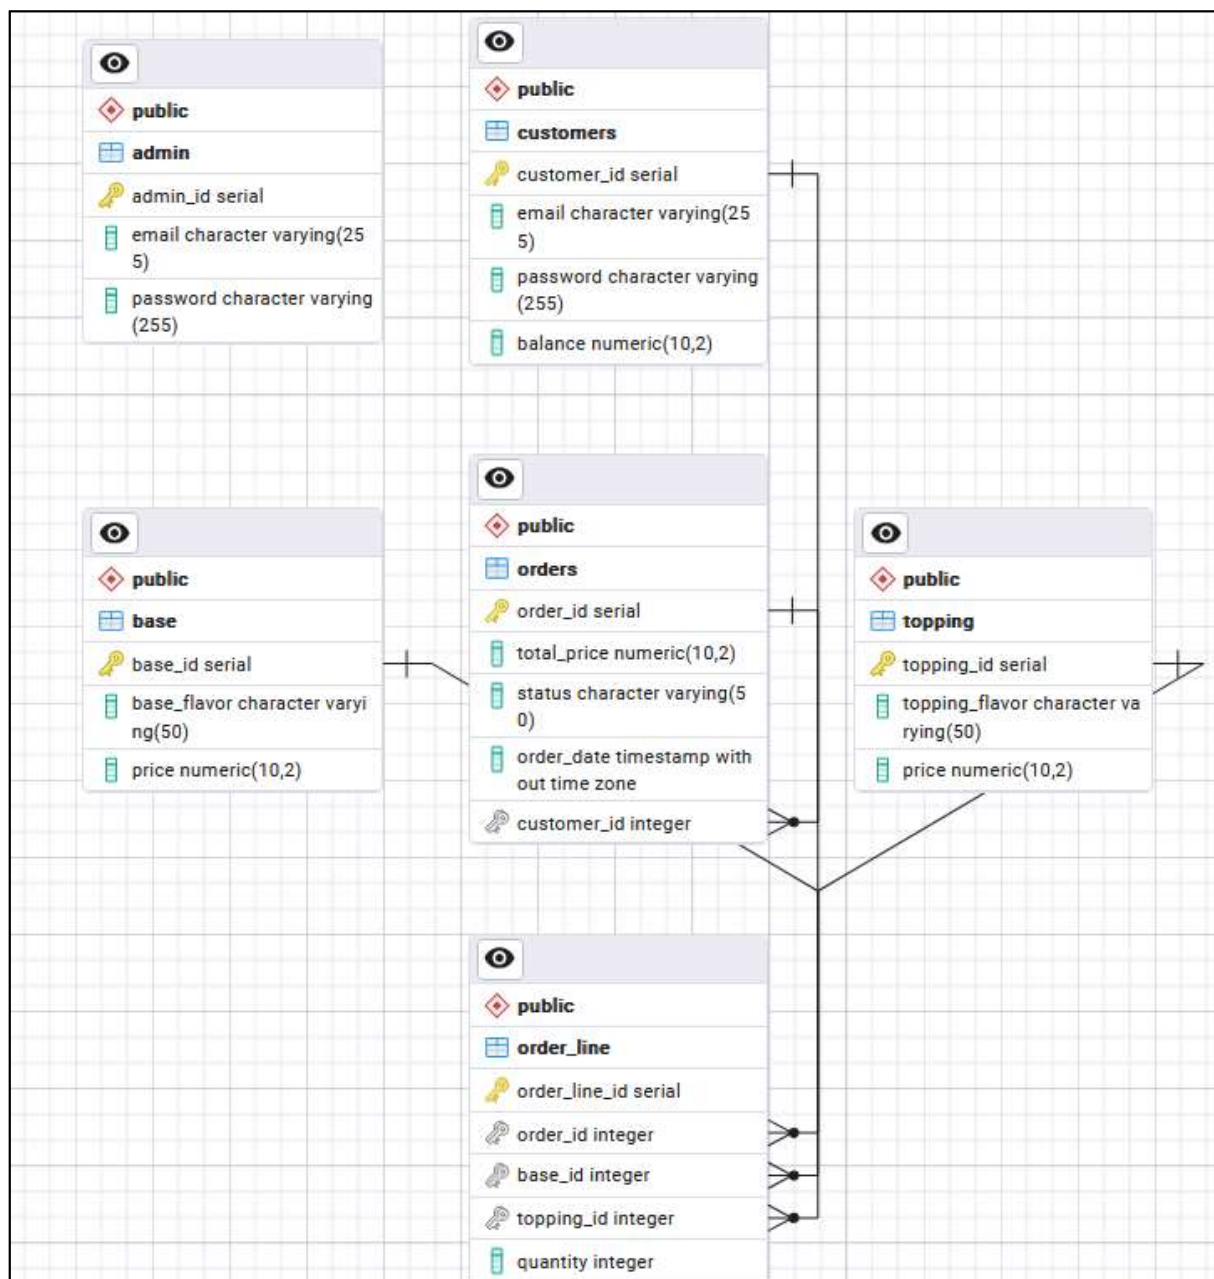 public
admin
admin_id serial
email character varying(25
5)
password character varying
(255)
public
customers
customer_id serial
email character varying(25
5)
password character varying
(255)
balance numeric(10,2)
public
base
base_id serial
base_flavor character varyi
ng(50)
price numeric(10,2)
public
orders
order_id serial
total_price numeric(10,2)
status character varying(5
0)
order_date timestamp with
out time zone
customer_id integer
public
topping
topping_id serial
topping_flavor character va
rying(50)
price numeric(10,2)
public
order_line
order_line_id serial
order_id integer
base_id integer
topping_id integer
quantity integer